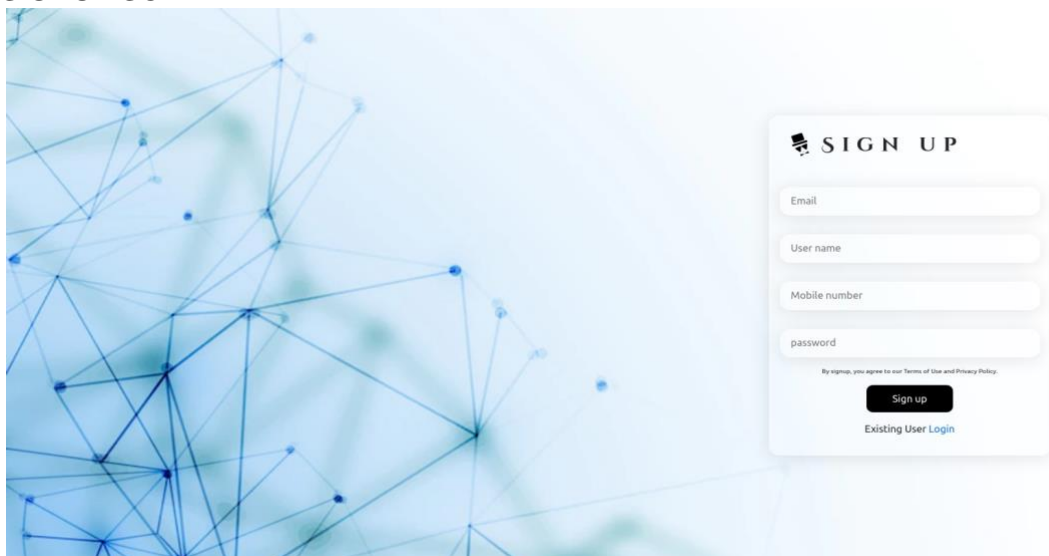 SIGN UP
Email
User name
Mobile number
password
By signup, you agree to our Terms of Use and Privacy Policy.
Sign up
Existing User Login